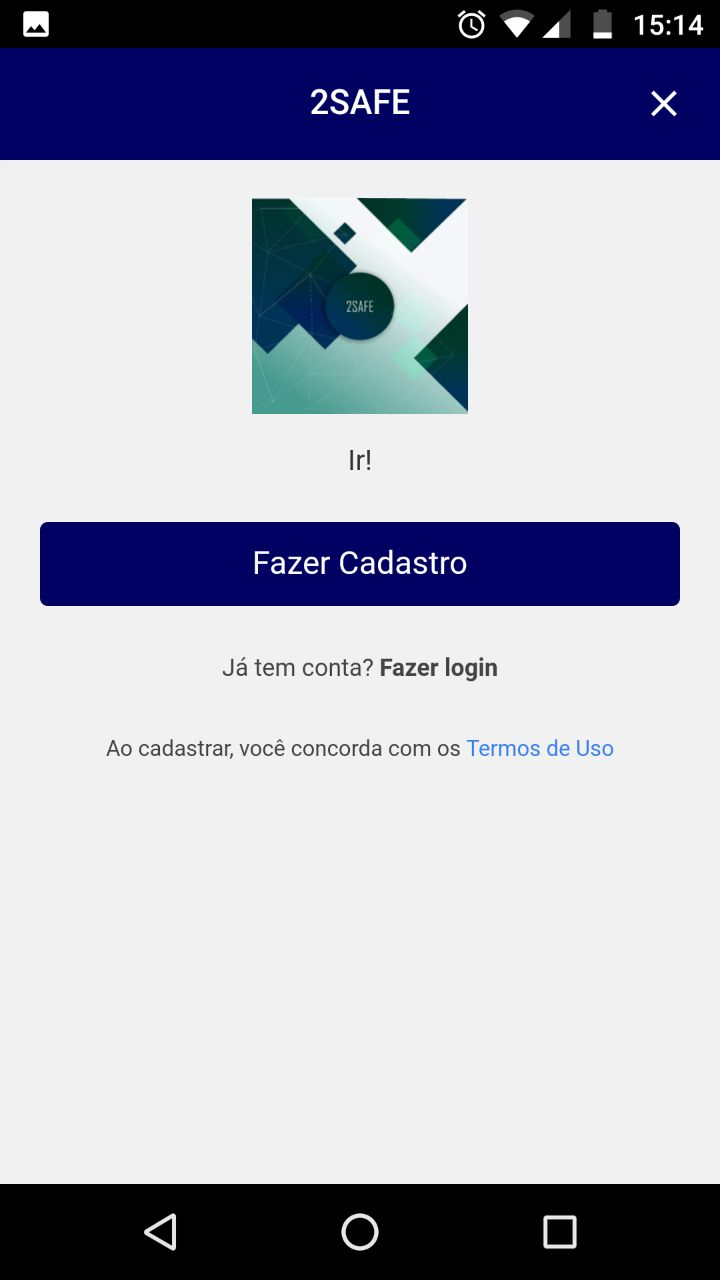 15:14
2SAFE
2SAFE
Ir!
Fazer Cadastro
Já tem conta? Fazer login
Ao cadastrar, você concorda com os Termos de Uso